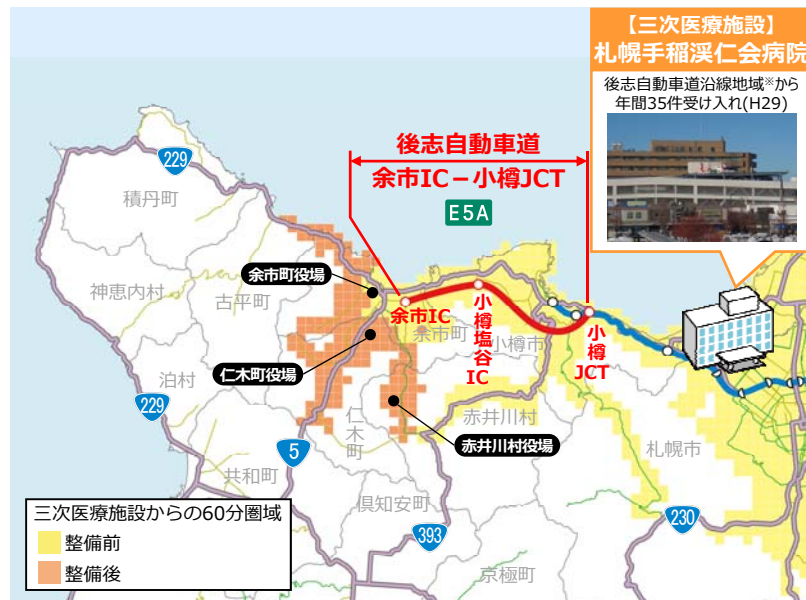 【三次医療施設】
札幌手稲渓仁会病院
後志自動車道沿線地域※から
年間35件受け入れ(H29)
後志自動車道
余市IC－小樽JCT
E5A
229
積丹町
神恵内村
古平町
余市町役場
余市IC
小樽塩谷IC
余市町
小樽市
小樽JCT
泊村
仁木町役場
229
仁木町
赤井川村
赤井川村役場
札幌市
5
共和町
倶知安町
230
393
京極町
三次医療施設からの60分圏域
整備前
整備後